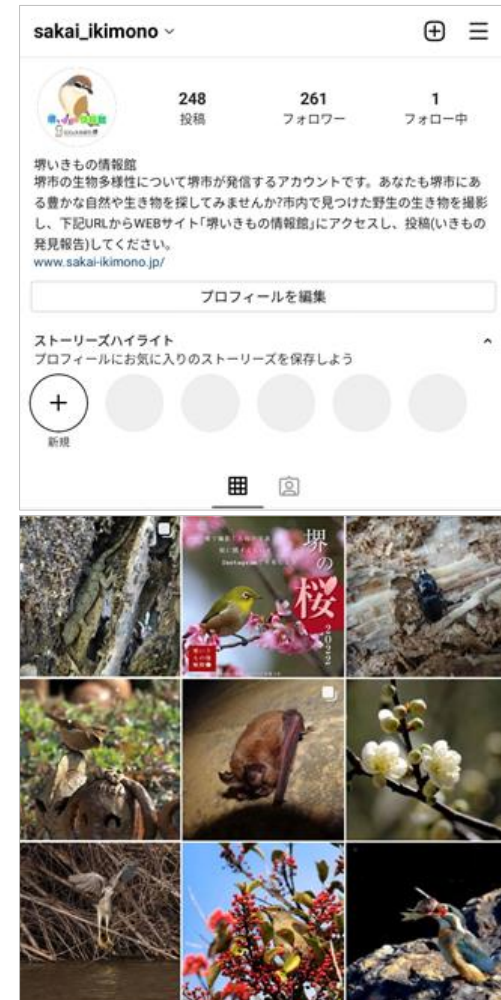 sakai_ikimono
248
投稿
261
フォロワー
1
フォロー中
堺いきもの情報館
堺市の生物多様性について堺市が発信するアカウントです。あなたも堺市にあ
る豊かな自然や生き物を探してみませんか?市内で見つけた野生の生き物を撮影
し、下記URLからWEBサイト「堺いきもの情報館」にアクセスし、投稿(いきもの
発見報告)してください。
www.sakai-ikimono.jp/
プロフィールを編集
ストーリーズハイライト
プロフィールにお気に入りのストーリーズを保存しよう
新規
堺の桜
2022